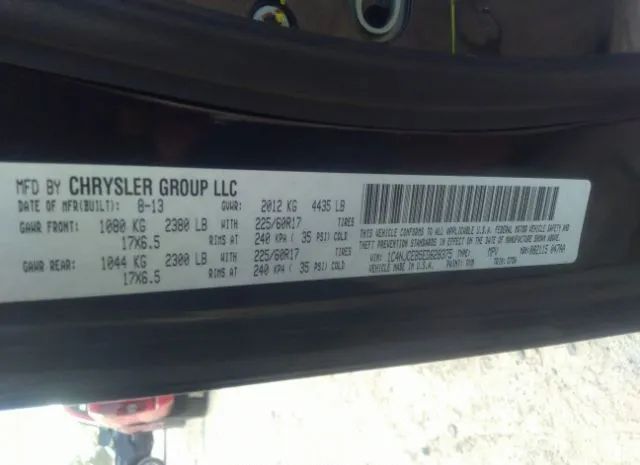 MFD BY CHRYSLER GROUP LLC
DATE OF MFR(BUILT): 8-13 GVWR: 2012 KG 4435 LB
GAWR FRONT: 1080 KG 2380 LB WITH 225/60R17 TIRES
17X6.5 RIMS AT 240 KPA ( 35 PSI) COLD
GAWR REAR: 1044 KG 2300 LB WITH 225/60R17 TIRES
17X6.5 RIMS AT 240 KPA ( 35 PSI) COLD
THIS VEHICLE CONFORMS TO ALL APPLICABLE U.S.A. FEDERAL MOTOR VEHICLE SAFETY AND
THEFT PREVENTION STANDARDS IN EFFECT ON THE DATE OF MANUFACTURE SHOWN ABOVE.
VIN: TYPE: MPV
MADE IN U.S.A. PAINT: TRIM: